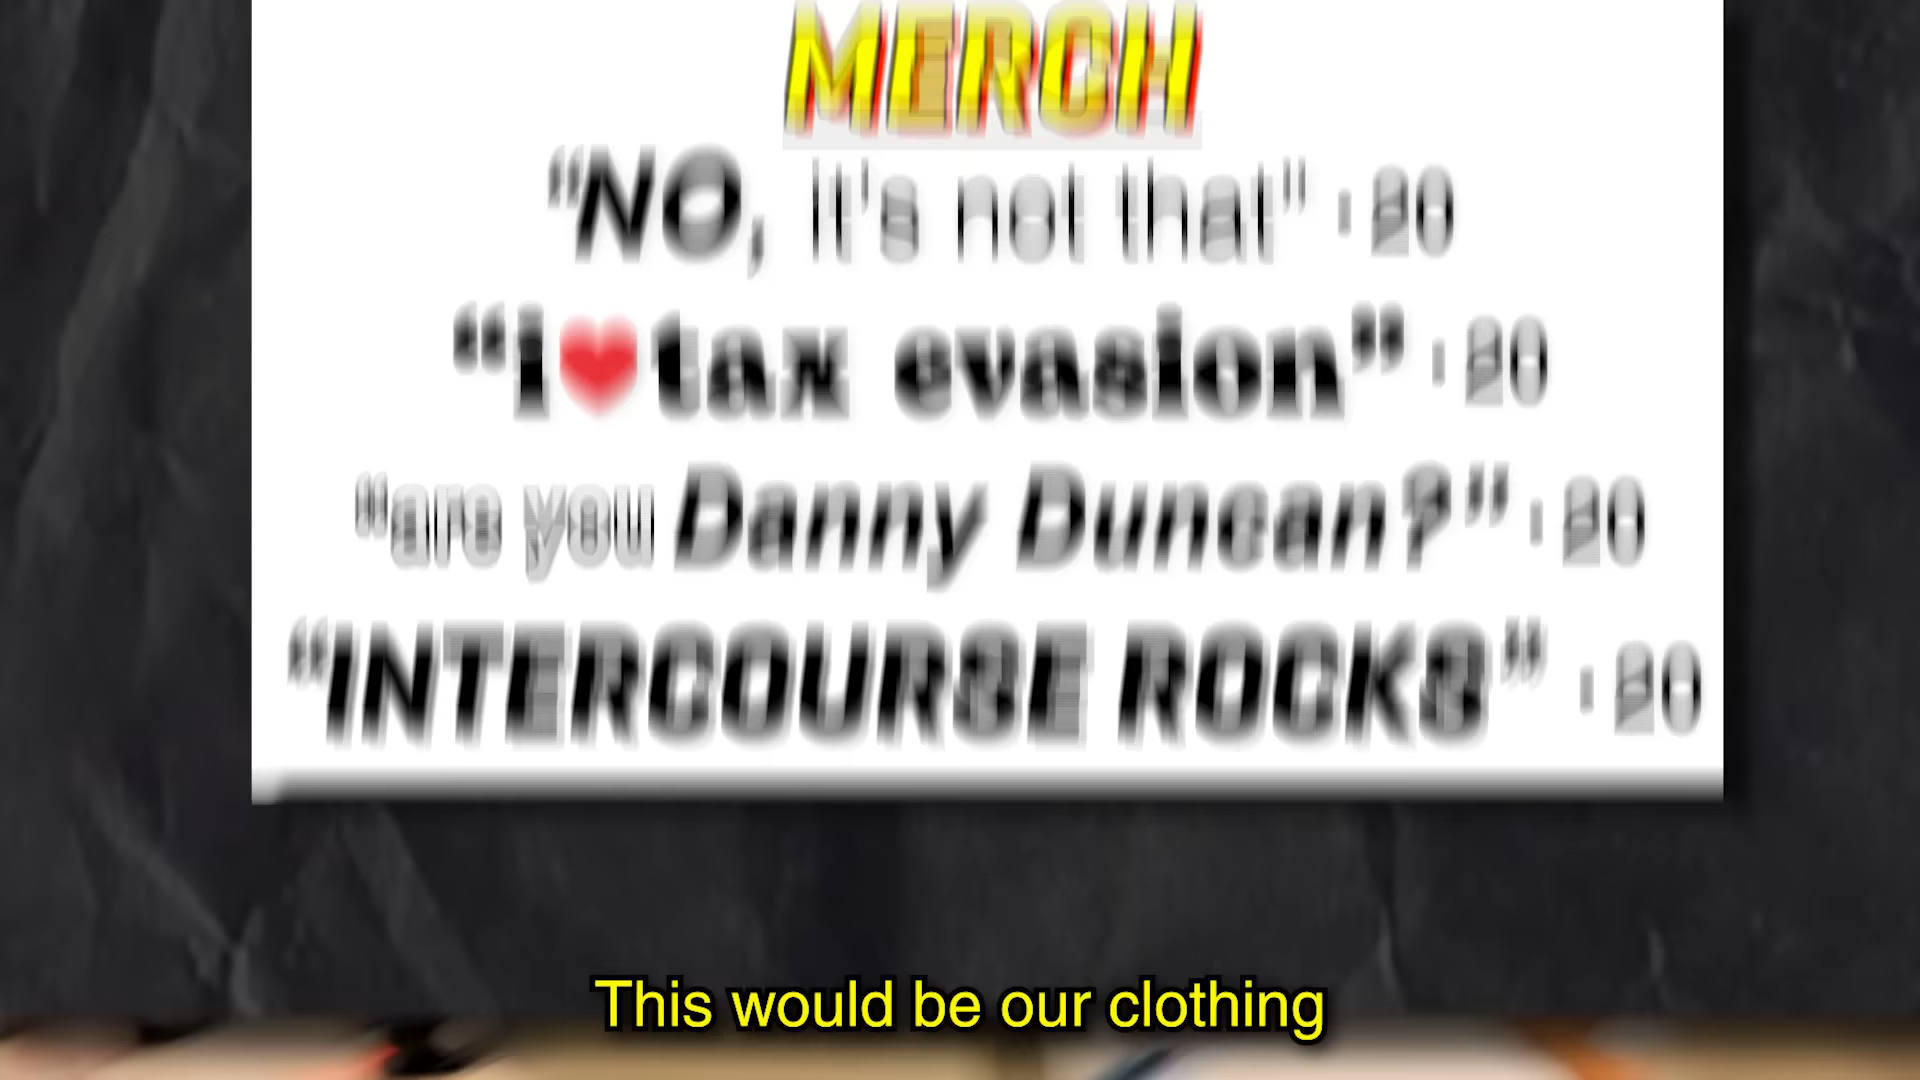 MERCH
“NO, it's not that" : 20
“i❤️tax evasion” : 20
“are you Danny Duncan?” : 20
“INTERCOURSE ROCKS” : 20
This would be our clothing